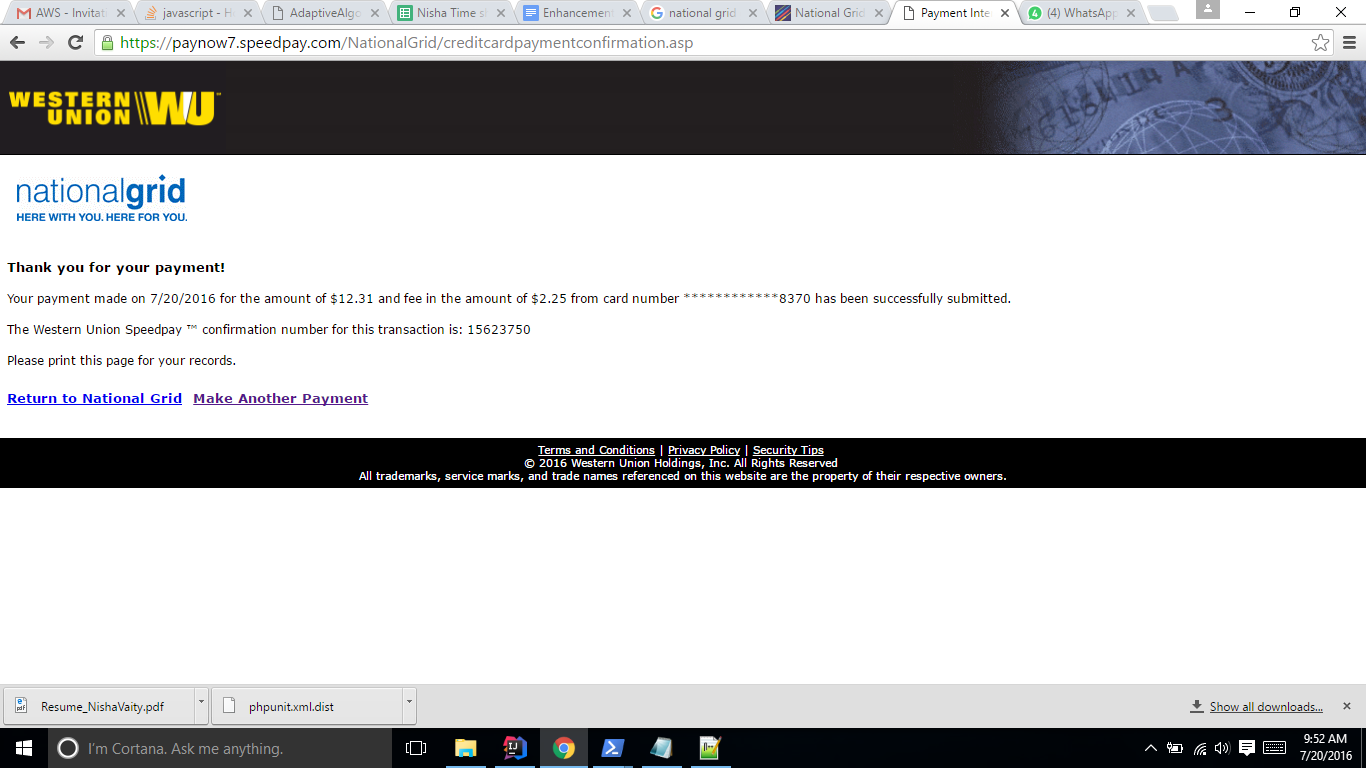 AWS - Invitat
javascript - H
AdaptiveAlgo
Nisha Time s
Enhancement
national grid
National Grid
Payment Inte
(4) WhatsApp
https://paynow7.speedpay.com/NationalGrid/creditcardpaymentconfirmation.asp
WESTERN
UNION WU
nationalgrid
HERE WITH YOU. HERE FOR YOU.
Thank you for your payment!
Your payment made on 7/20/2016 for the amount of $12.31 and fee in the amount of $2.25 from card number ************8370 has been successfully submitted.
The Western Union Speedpay ™ confirmation number for this transaction is: 15623750
Please print this page for your records.
Return to National Grid Make Another Payment
Terms and Conditions | Privacy Policy | Security Tips
© 2016 Western Union Holdings, Inc. All Rights Reserved
All trademarks, service marks, and trade names referenced on this website are the property of their respective owners.
Resume_NishaVaity.pdf
phpunit.xml.dist
Show all downloads...
I'm Cortana. Ask me anything.
9:52 AM
7/20/2016